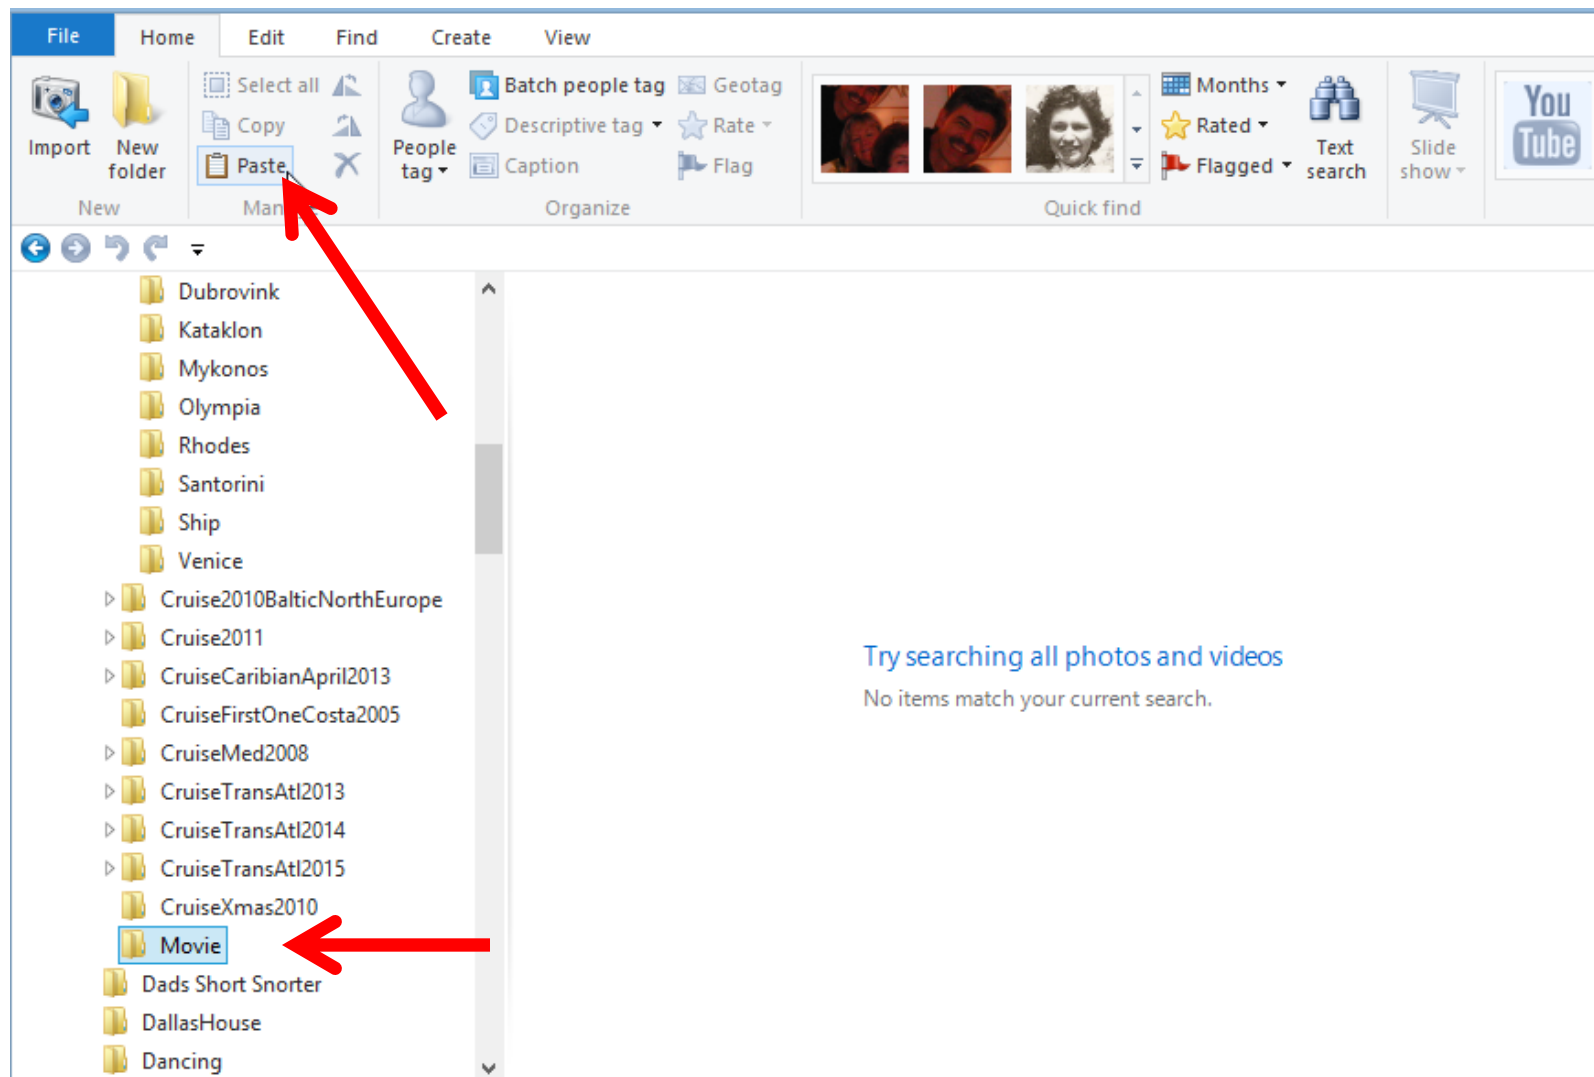 File Home Edit Find Create View
Select all Batch people tag Geotag Months
Copy Descriptive tag Rate Rated
Import New folder Paste People tag Caption Flag Flagged Text search Slide show You Tube
New Organize Quick find
Dubrovink
Kataklon
Mykonos
Olympia
Rhodes
Santorini
Ship
Venice
Cruise2010BalticNorthEurope
Cruise2011
CruiseCaribianApril2013
CruiseFirstOneCosta2005
CruiseMed2008
CruiseTransAtl2013
CruiseTransAtl2014
CruiseTransAtl2015
CruiseXmas2010
Movie
Dads Short Snorter
DallasHouse
Dancing
Try searching all photos and videos
No items match your current search.